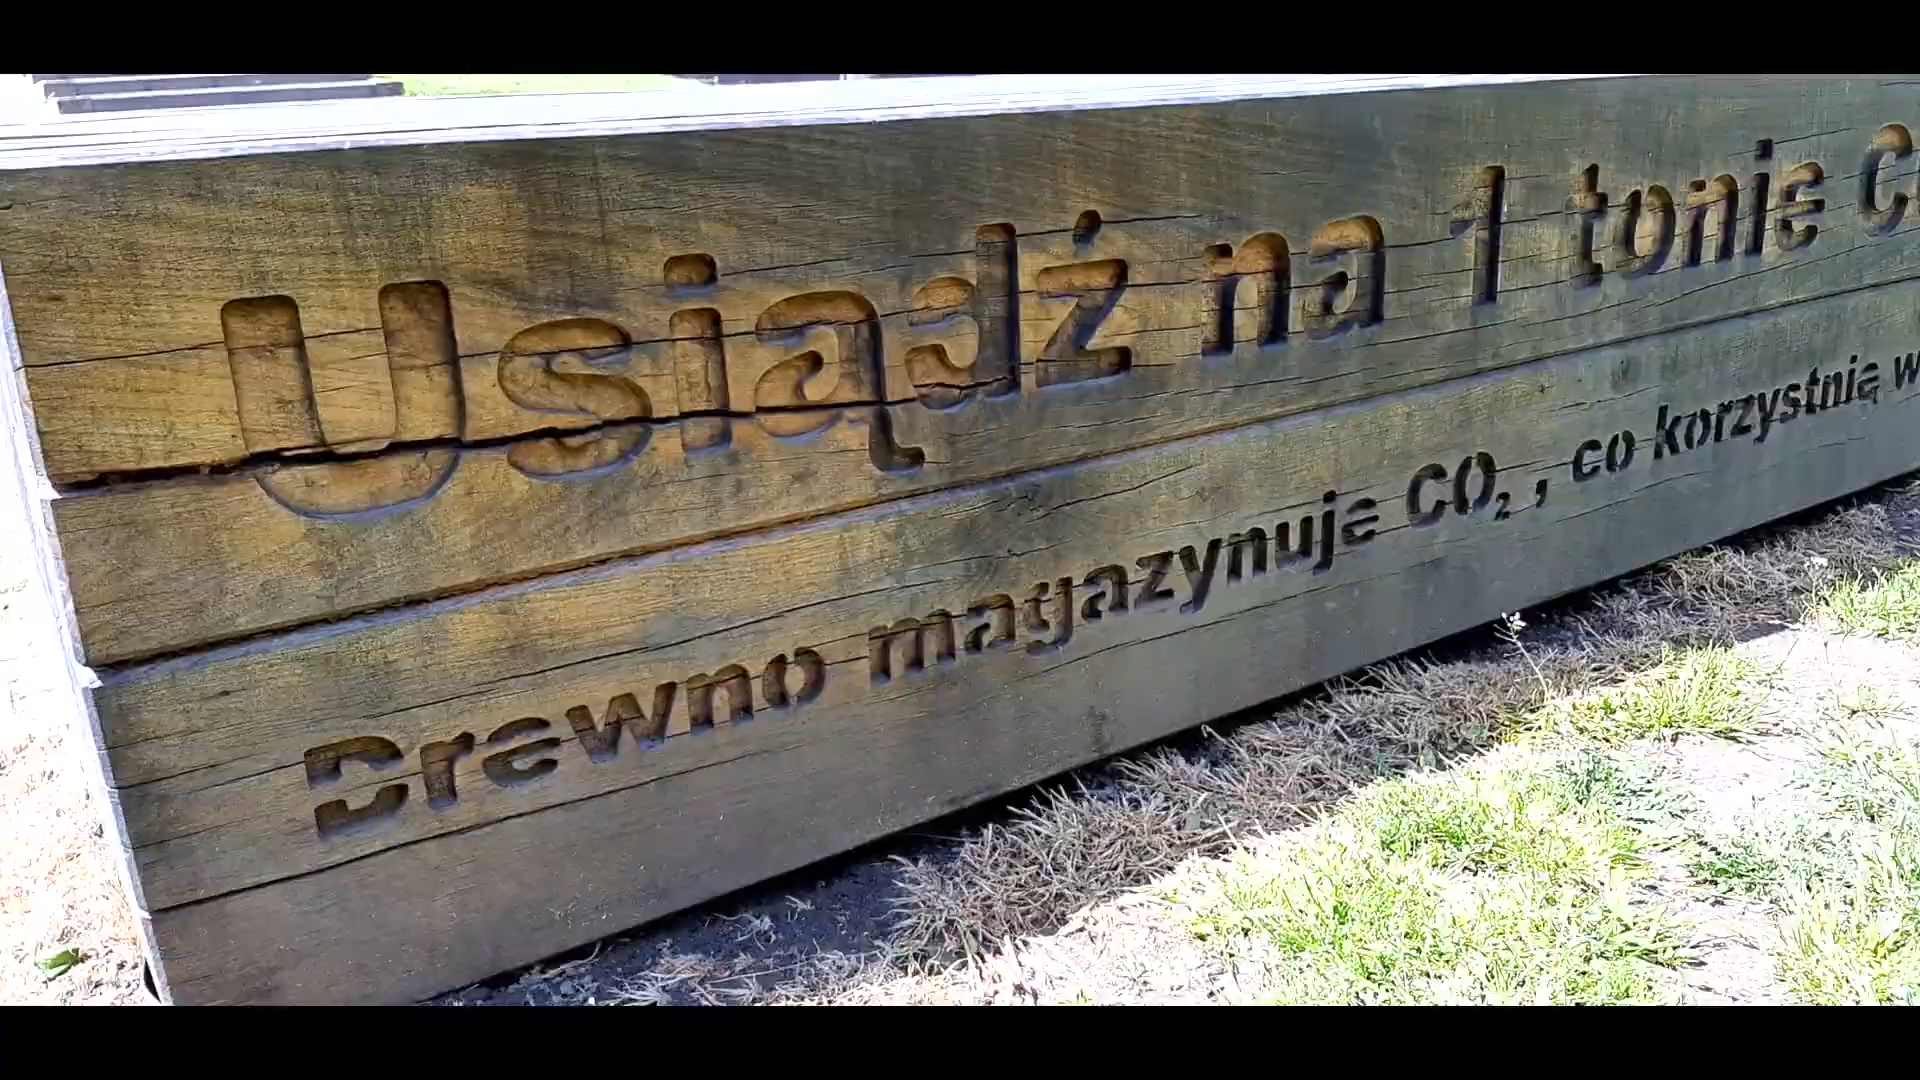 Usiądź na 1 tonie C
Drewno magazynuje CO₂, co korzystnie w